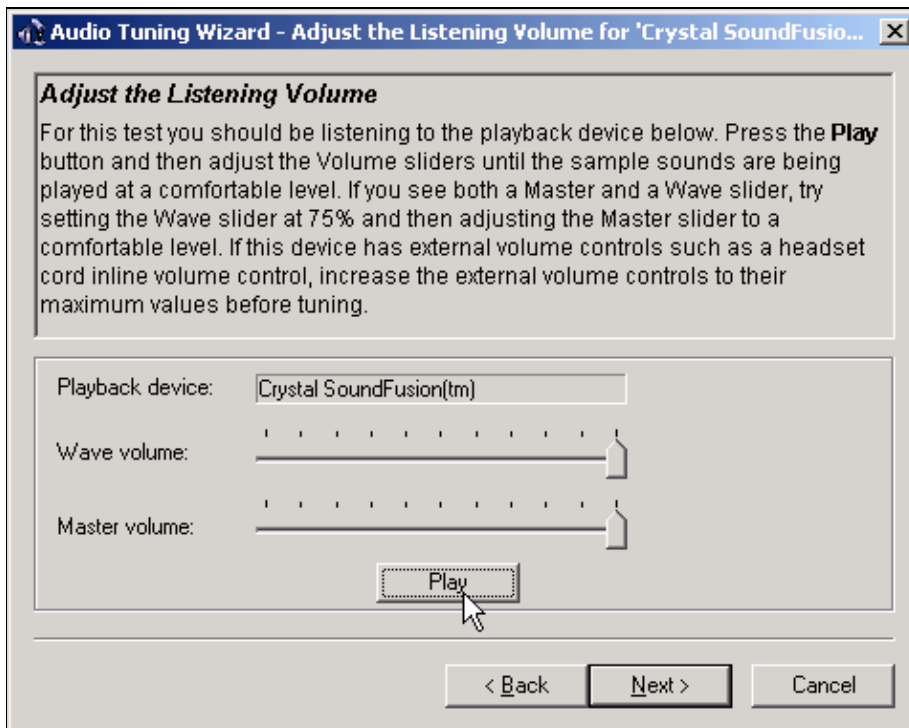 Audio Tuning Wizard - Adjust the Listening Volume for 'Crystal SoundFusio...
Adjust the Listening Volume
For this test you should be listening to the playback device below. Press the Play
button and then adjust the Volume sliders until the sample sounds are being
played at a comfortable level. If you see both a Master and a Wave slider, try
setting the Wave slider at 75% and then adjusting the Master slider to a
comfortable level. If this device has external volume controls such as a headset
cord inline volume control, increase the external volume controls to their
maximum values before tuning.
Playback device: Crystal SoundFusion(tm)
Wave volume:
Master volume:
Play
< Back Next > Cancel